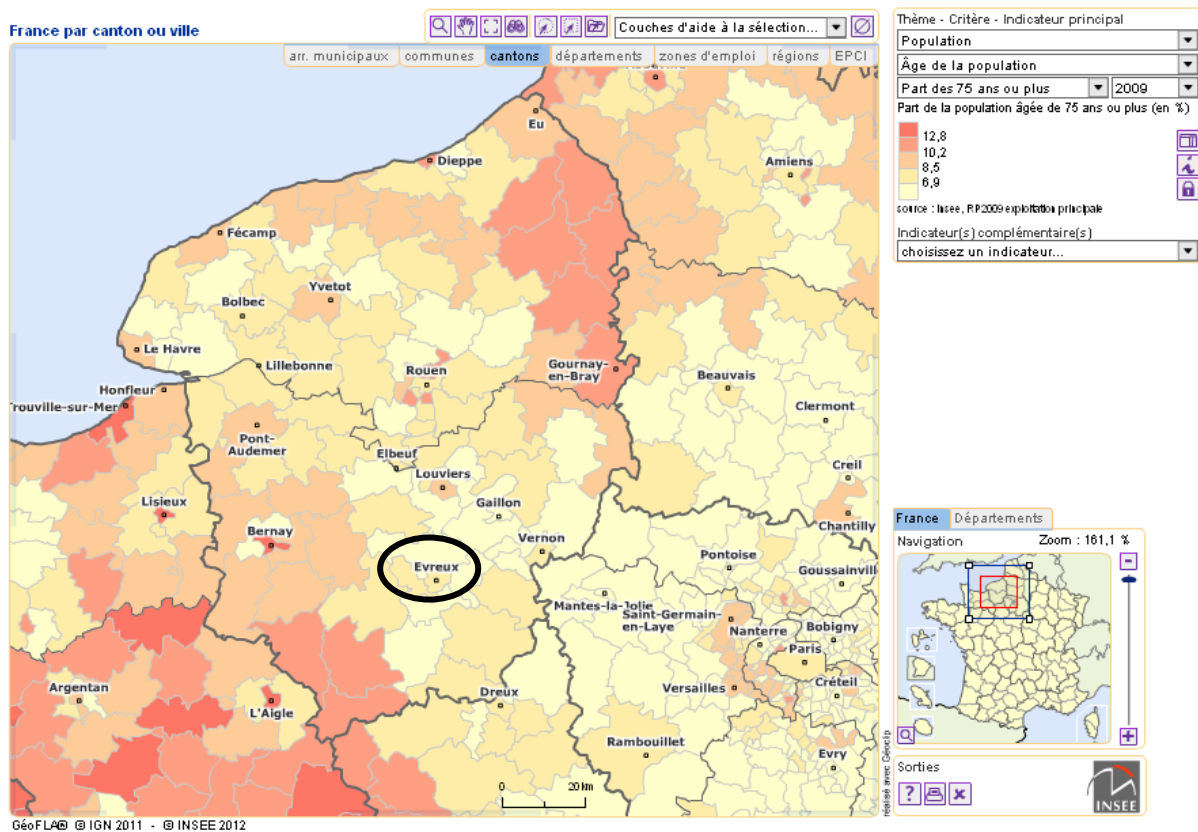 France par canton ou ville
Couches d'aide à la sélection...
arr. municipaux
communes
cantons
départements
zones d'emploi
régions
EPCI
Eu
Dieppe
Amiens
Fécamp
Yvetot
Bolbec
Le Havre
Lillebonne
Rouen
Gournay-
en-Bray
Beauvais
Honfleur
Trouville-sur-Mer
Clermont
Pont-
Audemer
Elbeuf
Louviers
Creil
Lisieux
Gaillon
Chantilly
Bernay
Vernon
Evreux
Pontoise
Goussainvill
Mantes-la-Jolie
Saint-Germain-
en-Laye
Nanterre
Bobigny
Paris
Argentan
L'Aigle
Dreux
Versailles
Créteil
Rambouillet
Evry
0 20 km
réalisé avec Géoclip
GéoFLA® © IGN 2011 - © INSEE 2012
Thème - Critère - Indicateur principal
Population
Âge de la population
Part des 75 ans ou plus
2009
Part de la population âgée de 75 ans ou plus (en %)
12,8
10,2
8,5
6,9
source : Insee, RP2009 exploitation principale
Indicateur(s) complémentaire(s)
choisissez un indicateur...
France
Départements
Navigation
Zoom : 161,1 %
Sorties
INSEE